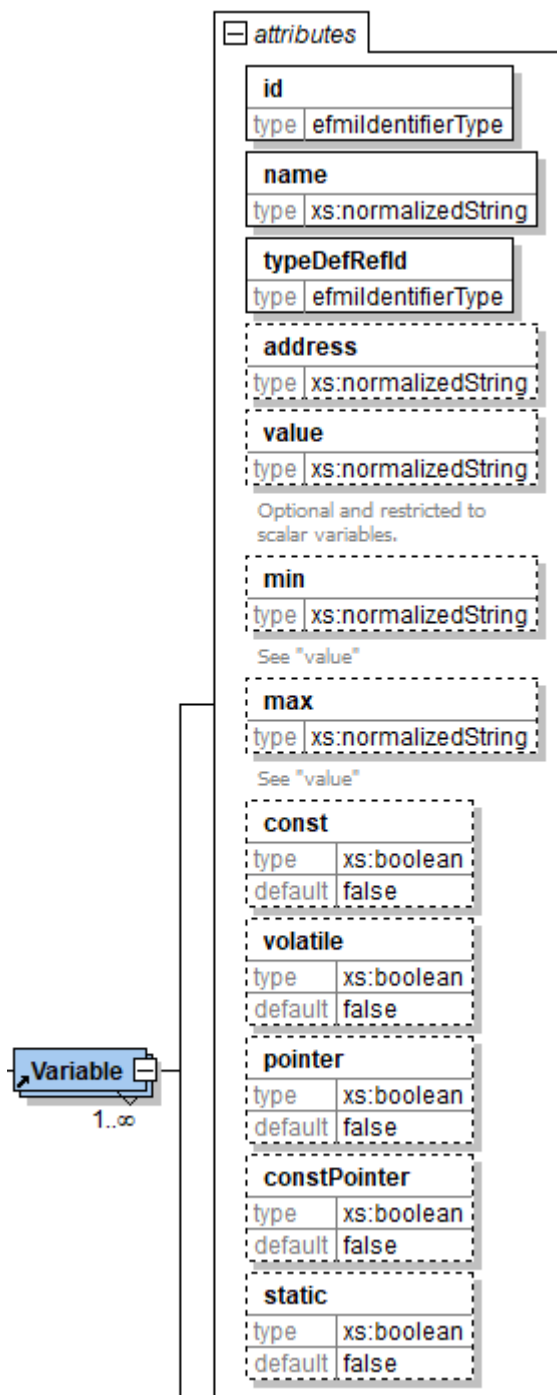 attributes
id
type efmiIdentifierType
name
type xs:normalizedString
typeDefRefId
type efmiIdentifierType
address
type xs:normalizedString
value
type xs:normalizedString
Optional and restricted to
scalar variables.
min
type xs:normalizedString
See "value"
max
type xs:normalizedString
See "value"
const
type xs:boolean
default false
volatile
type xs:boolean
default false
Variable
1..∞
pointer
type xs:boolean
default false
constPointer
type xs:boolean
default false
static
type xs:boolean
default false